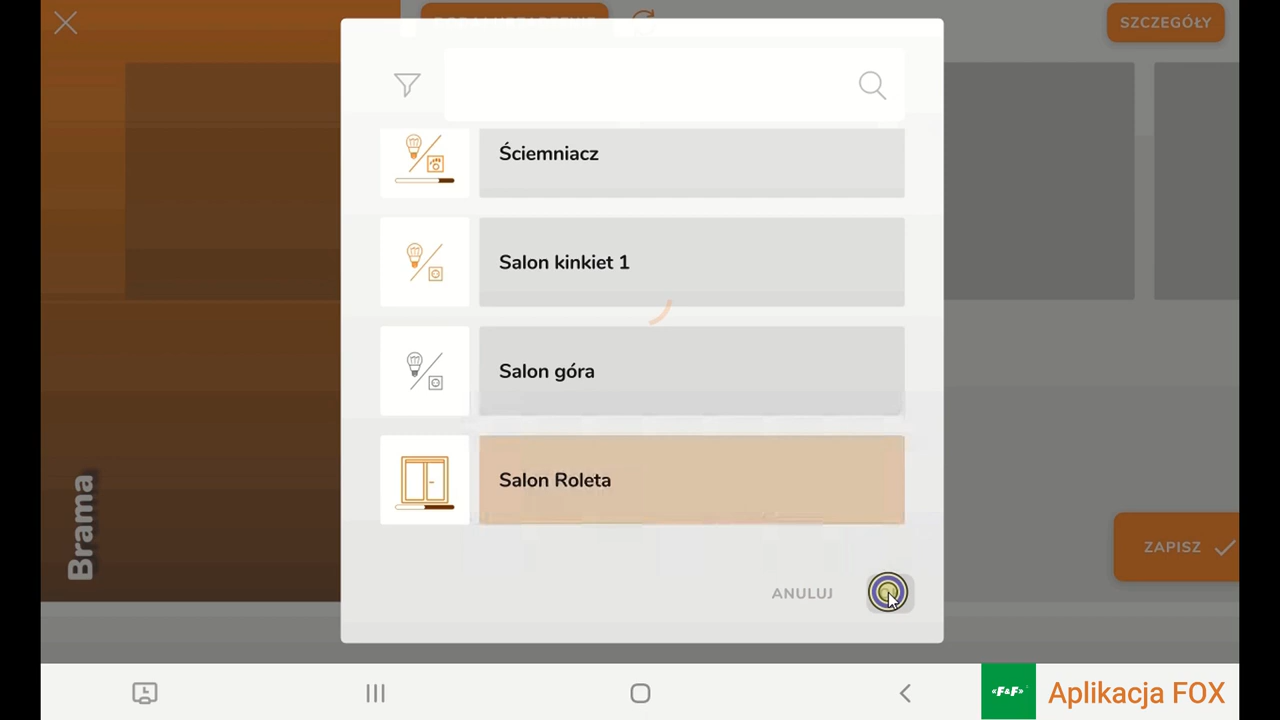 SZCZEGÓŁY
Ściemniacz
Salon kinkiet 1
Salon góra
Salon Roleta
Brama
ZAPISZ
ANULUJ
F&F
Aplikacja FOX